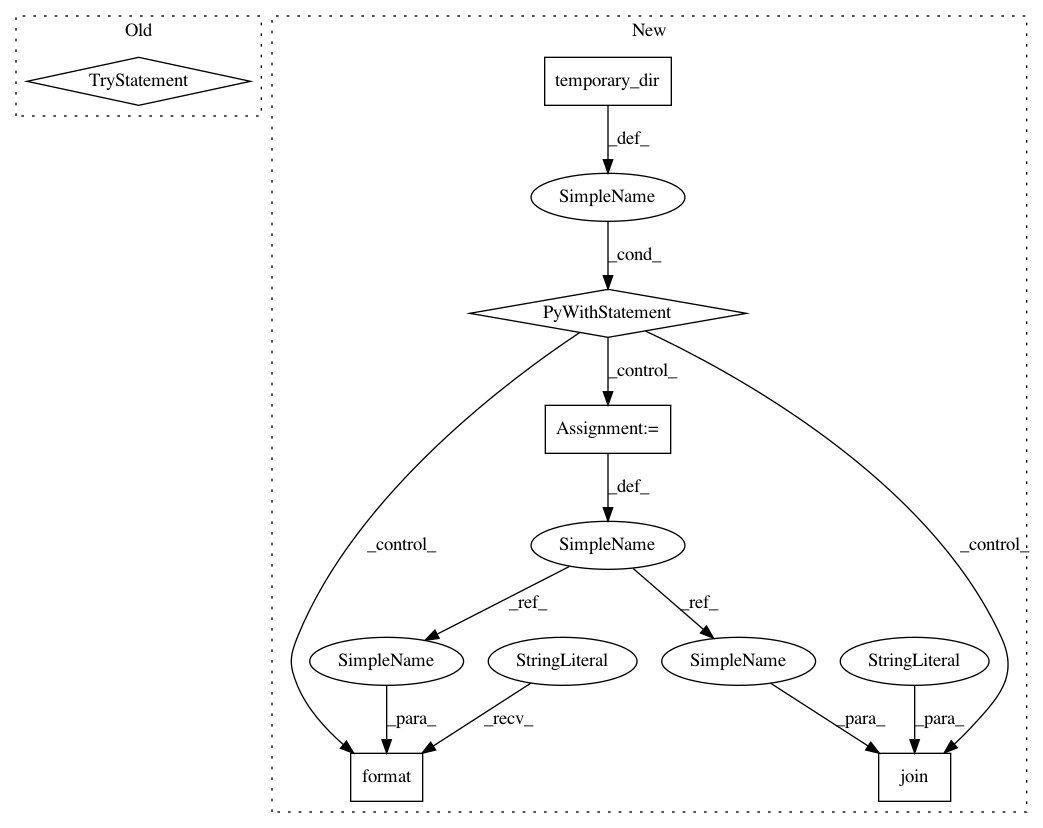 Old
New
TryStatement
temporary_dir
_def_
SimpleName
_cond_
PyWithStatement
_control_
Assignment:=
_def_
_control_
SimpleName
_control_
_ref_
_ref_
SimpleName
StringLiteral
SimpleName
StringLiteral
_para_
_recv_
_para_
_para_
format
join